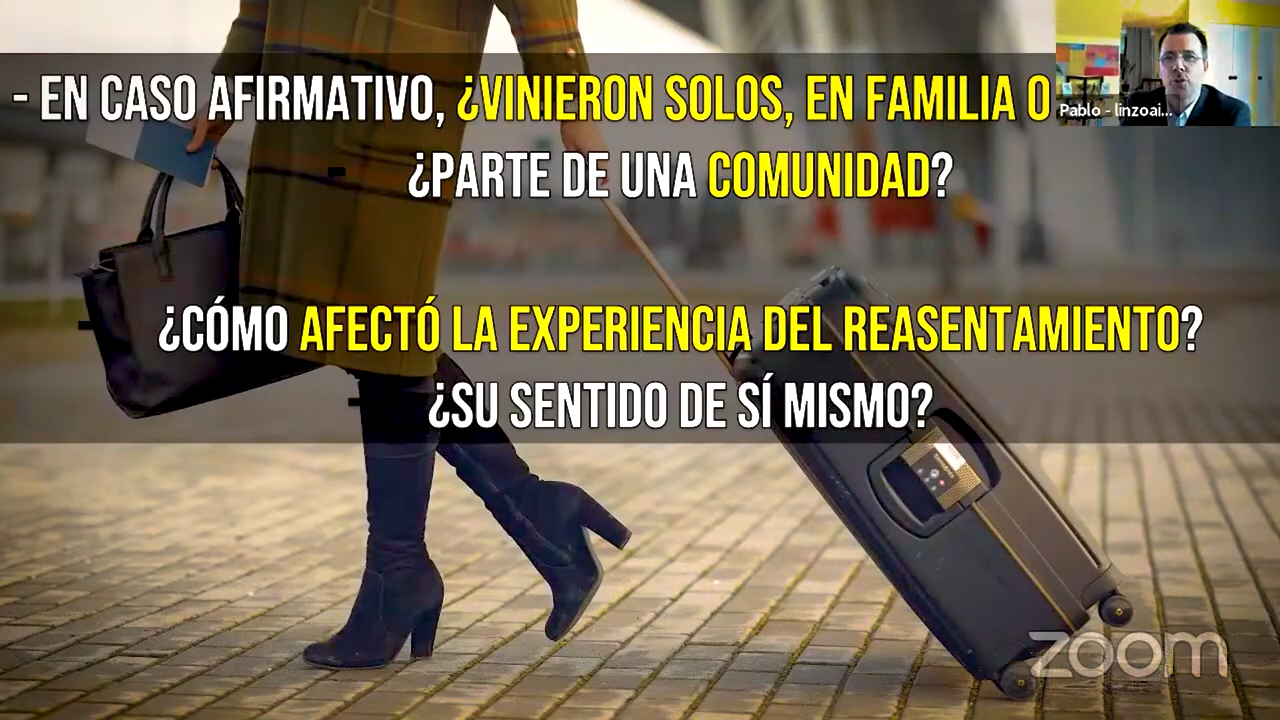 - EN CASO AFIRMATIVO, ¿VINIERON SOLOS, EN FAMILIA O
Pablo - linzoai...
- ¿PARTE DE UNA COMUNIDAD?
- ¿CÓMO AFECTÓ LA EXPERIENCIA DEL REASENTAMIENTO?
- ¿SU SENTIDO DE SÍ MISMO?
zoom